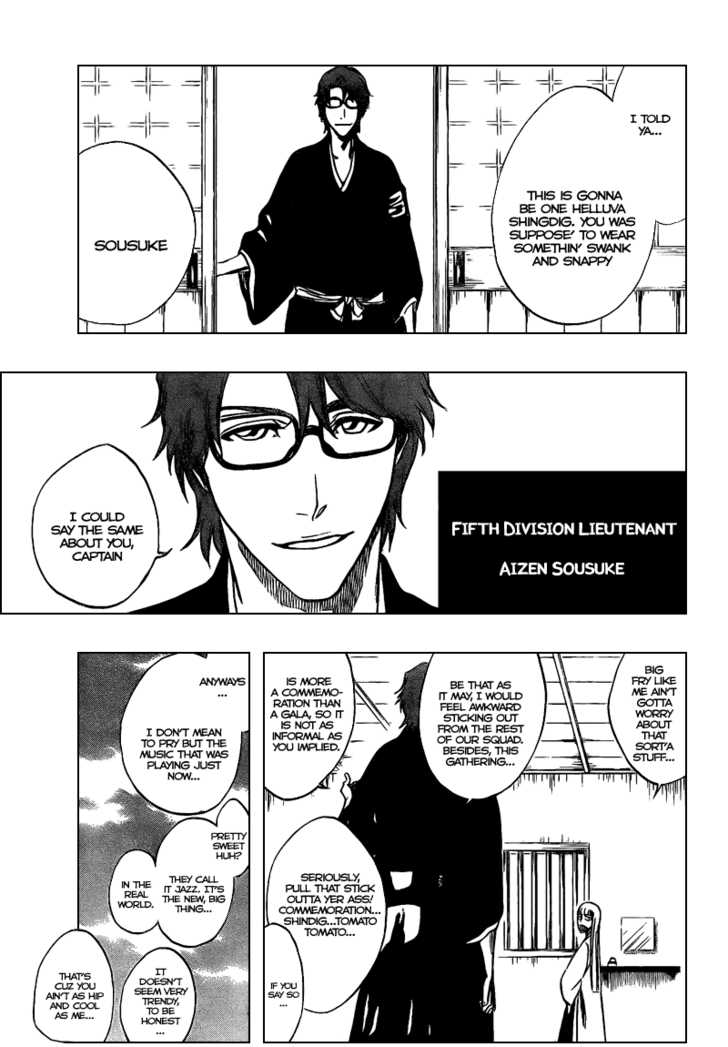 I TOLD
YA...
THIS IS GONNA
BE ONE HELLUVA
SHINGDIG. YOU WAS
SUPPOSE' TO WEAR
SOMETHIN' SWANK
AND SNAPPY
SOUSUKE
I COULD
SAY THE SAME
ABOUT YOU,
CAPTAIN
FIFTH DIVISION LIEUTENANT
AIZEN SOUSUKE
BIG
FRY LIKE
ME AIN'T
GOTTA
WORRY
ABOUT
THAT
SORT'A
STUFF...
BE THAT AS
IT MAY, I WOULD
FEEL AWKWARD
STICKING OUT
FROM THE REST
OF OUR SQUAD.
BESIDES, THIS
GATHERING...
IS MORE
A COMMEMO-
RATION THAN
A GALA, SO IT
IS NOT AS
INFORMAL AS
YOU IMPLIED.
SERIOUSLY,
PULL THAT STICK
OUTTA YER ASS!
COMMEMORATION...
SHINDIG...TOMATO
TOMATO...
IF YOU
SAY SO
...
ANYWAYS
...
I DON'T MEAN
TO PRY BUT THE
MUSIC THAT WAS
PLAYING JUST
NOW...
PRETTY
SWEET
HUH?
THEY CALL
IT JAZZ. IT'S
THE NEW, BIG
THING...
IN THE
REAL
WORLD.
IT
DOESN'T
SEEM VERY
TRENDY,
TO BE
HONEST
...
THAT'S
CUZ YOU
AIN'T AS HIP
AND COOL
AS ME...